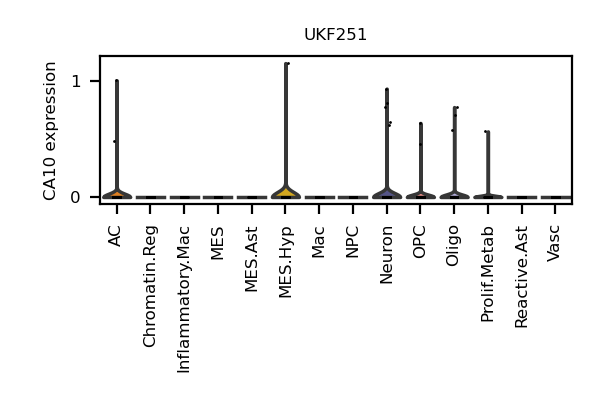 UKF251
CA10 expression
1
0
AC
Chromatin.Reg
Inflammatory.Mac
MES
MES.Ast
MES.Hyp
Mac
NPC
Neuron
OPC
Oligo
Prolif.Metab
Reactive.Ast
Vasc